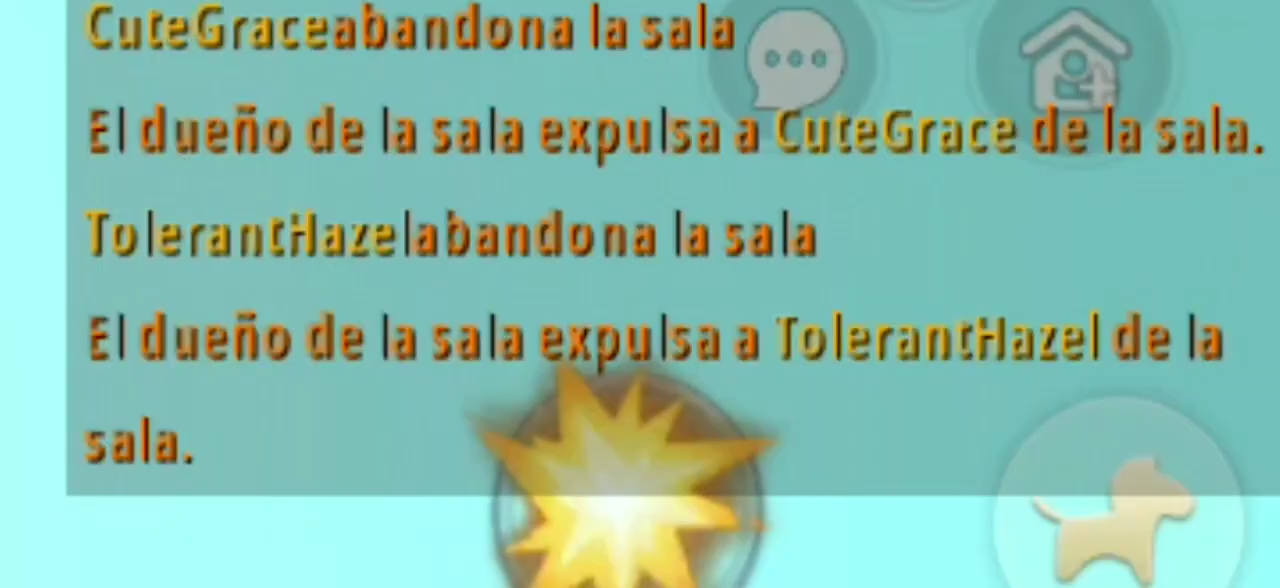 CuteGraceabandona la sala
El dueño de la sala expulsa a CuteGrace de la sala.
TolerantHazelabandona la sala
El dueño de la sala expulsa a TolerantHazel de la
sala.